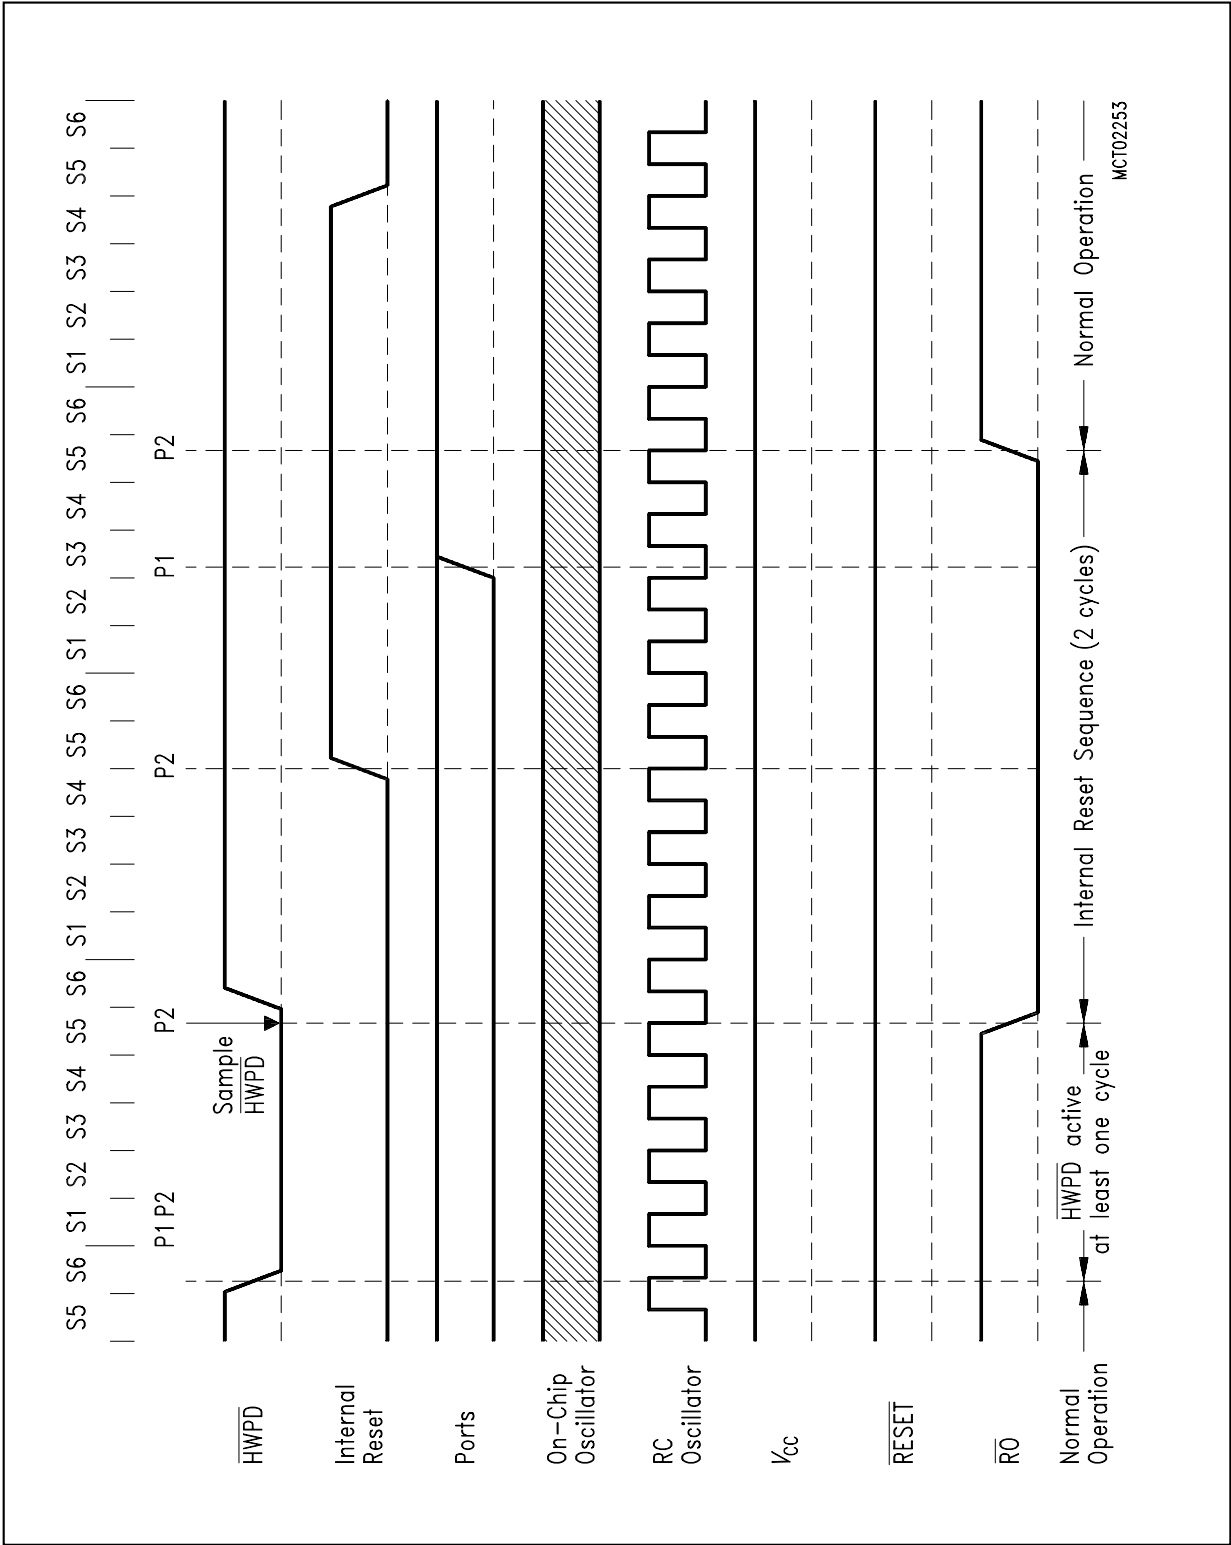 S5 S6 S1 S2 S3 S4 S5 S6 S1 S2 S3 S4 S5 S6 S1 S2 S3 S4 S5 S6 S1 S2 S3 S4 S5 S6
P1 P2 P2 P2 P1 P2
HWPD
Sample
HWPD
Internal
Reset
Ports
On-Chip
Oscillator
RC
Oscillator
VCC
RESET
RO
Normal
Operation
HWPD active
at least one cycle
Internal Reset Sequence (2 cycles)
Normal Operation
MCT02253